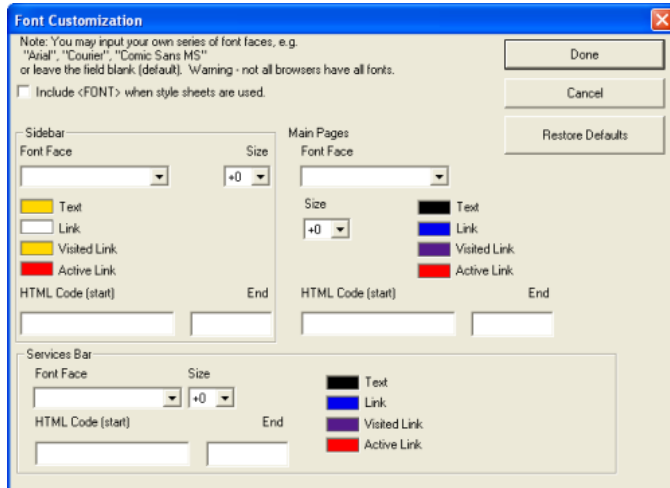 Font Customization
Note: You may input your own series of font faces, e.g.
"Arial", "Courier", "Comic Sans MS"
or leave the field blank (default). Warning - not all browsers have all fonts.
Include <FONT> when style sheets are used.
Done
Cancel
Restore Defaults
Sidebar
Font Face Size
+0
Text
Link
Visited Link
Active Link
HTML Code (start) End
Main Pages
Font Face
Size
+0
Text
Link
Visited Link
Active Link
HTML Code (start) End
Services Bar
Font Face Size
+0
HTML Code (start) End
Text
Link
Visited Link
Active Link